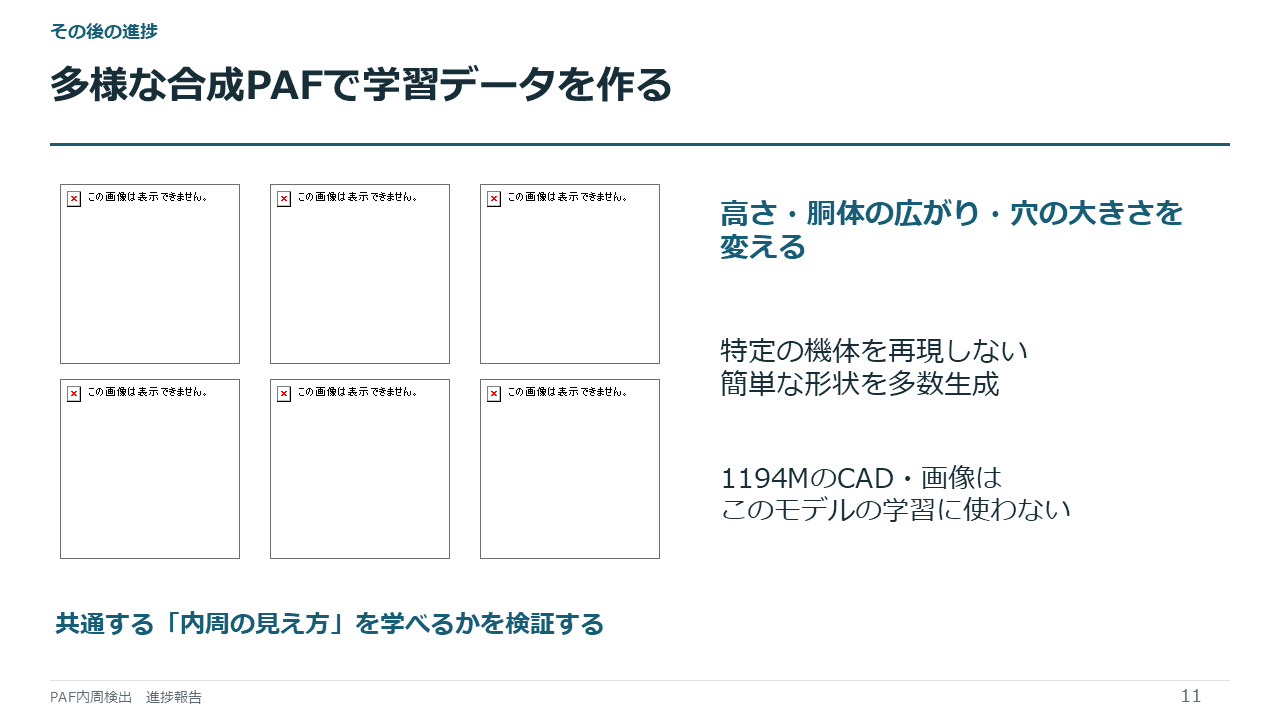 その後の進捗
多様な合成PAFで学習データを作る
この画像は表示できません。
この画像は表示できません。
この画像は表示できません。
この画像は表示できません。
この画像は表示できません。
この画像は表示できません。
高さ・胴体の広がり・穴の大きさを
変える
特定の機体を再現しない
簡単な形状を多数生成
1194MのCAD・画像は
このモデルの学習に使わない
共通する「内周の見え方」を学べるかを検証する
PAF内周検出　進捗報告
11